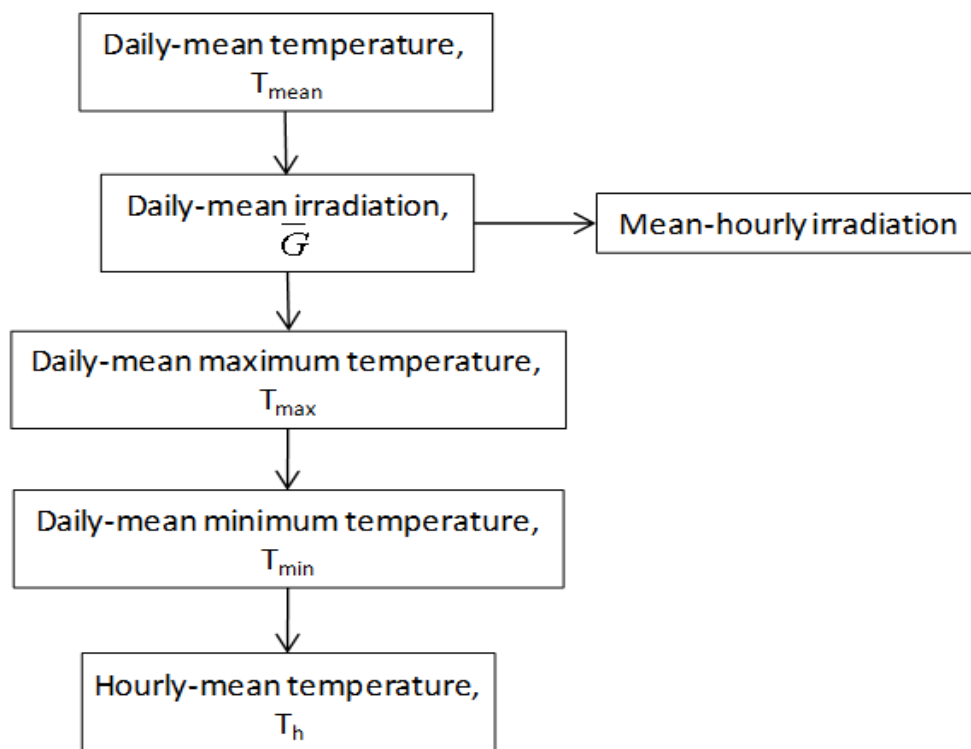 Daily-mean temperature,
Tmean
Daily-mean irradiation,
G̅
Mean-hourly irradiation
Daily-mean maximum temperature,
Tmax
Daily-mean minimum temperature,
Tmin
Hourly-mean temperature,
Th